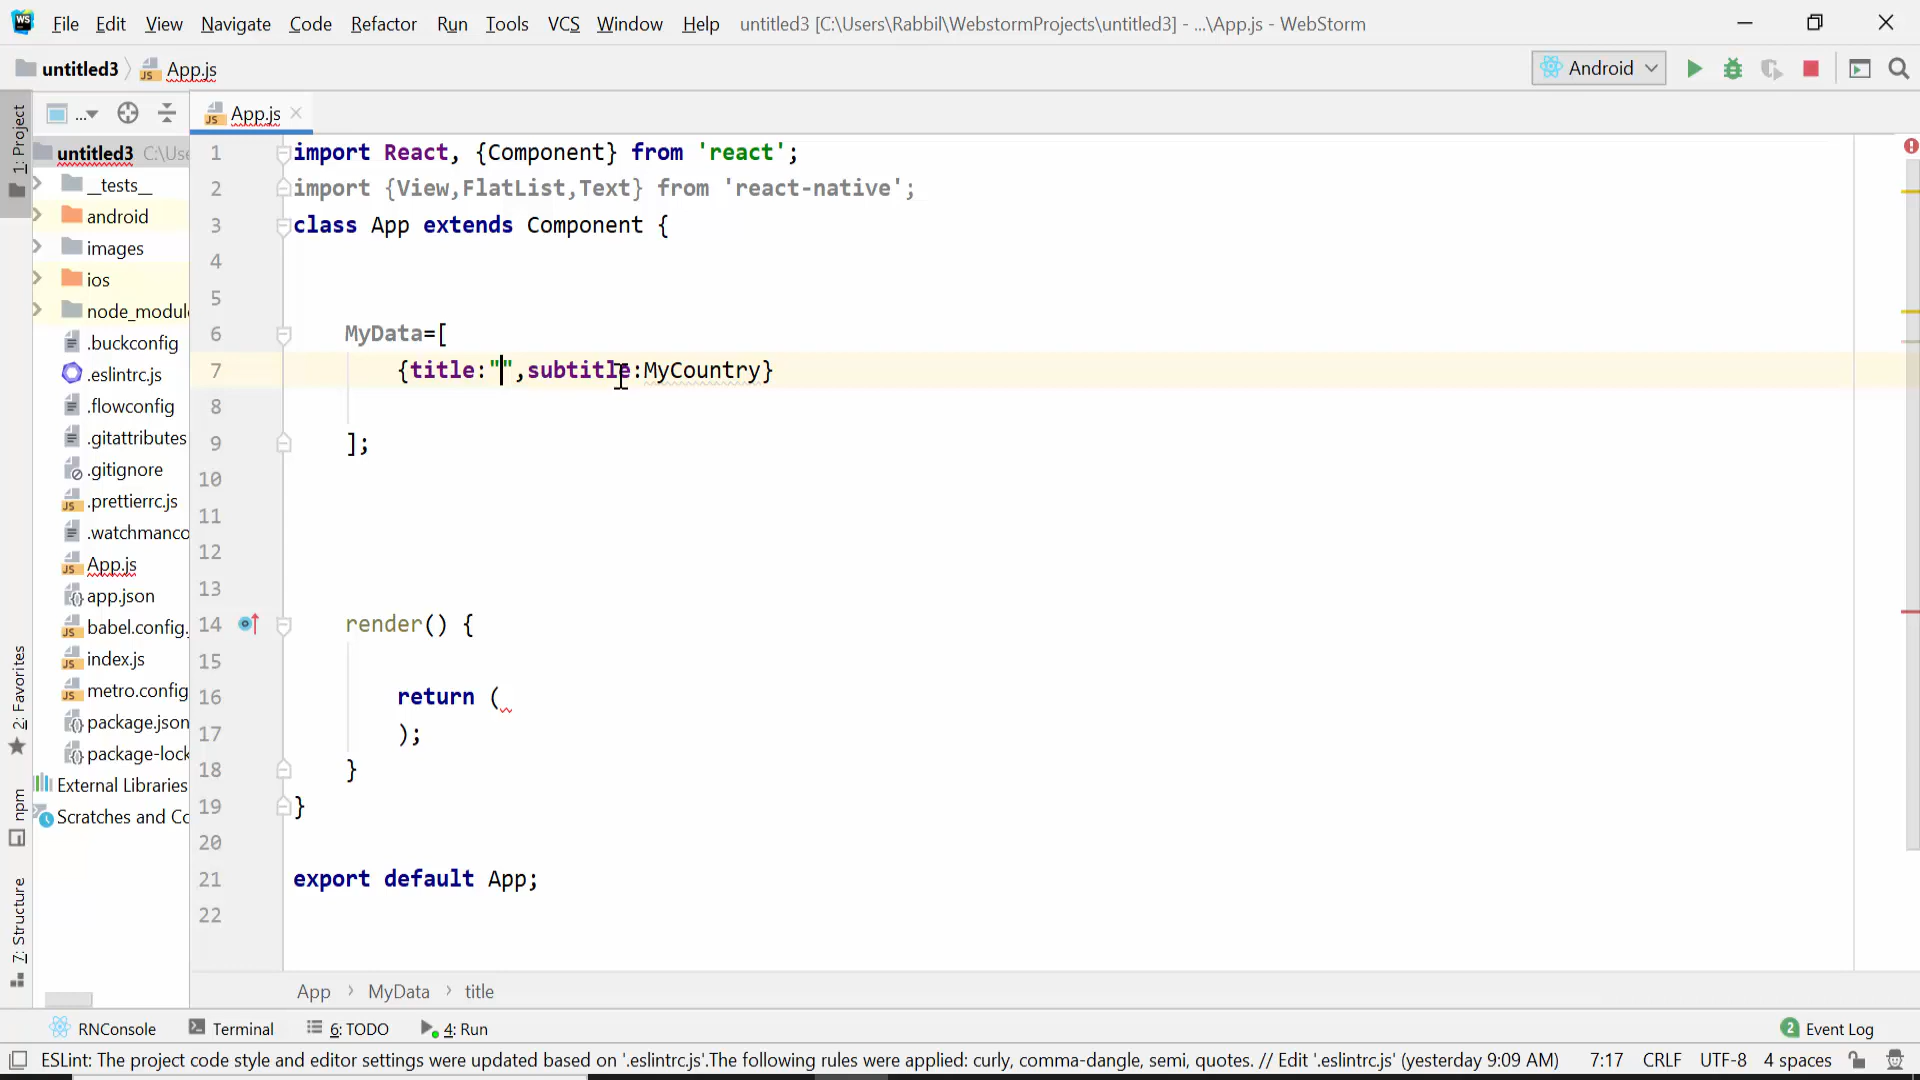 WS File Edit View Navigate Code Refactor Run Tools VCS Window Help untitled3 [C:\Users\Rabbil\WebstormProjects\untitled3] - ...\App.js - WebStorm
untitled3 App.js Android
... App.js
1: Project
untitled3 C:\Use
__tests__
android
images
ios
node_modul
.buckconfig
.eslintrc.js
.flowconfig
.gitattributes
.gitignore
.prettierrc.js
.watchmanco
App.js
app.json
babel.config.
index.js
metro.config
package.json
package-lock
External Libraries
Scratches and Co
2: Favorites
npm
7: Structure
1 import React, {Component} from 'react';
2 import {View,FlatList,Text} from 'react-native';
3 class App extends Component {
4
5
6 MyData=[
7 {title:"",subtitle:MyCountry}
8
9 ];
10
11
12
13
14 render() {
15
16 return (
17 );
18 }
19 }
20
21 export default App;
22
App › MyData › title
RNConsole Terminal 6: TODO 4: Run 2 Event Log
ESLint: The project code style and editor settings were updated based on '.eslintrc.js'.The following rules were applied: curly, comma-dangle, semi, quotes. // Edit '.eslintrc.js' (yesterday 9:09 AM) 7:17 CRLF UTF-8 4 spaces